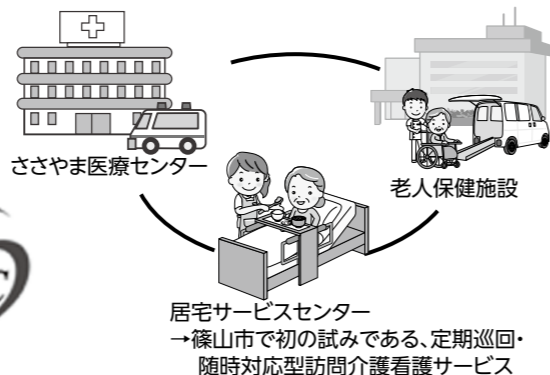 ささやま医療センター
老人保健施設
居宅サービスセンター
→篠山市で初の試みである、定期巡回・
随時対応型訪問介護看護サービス